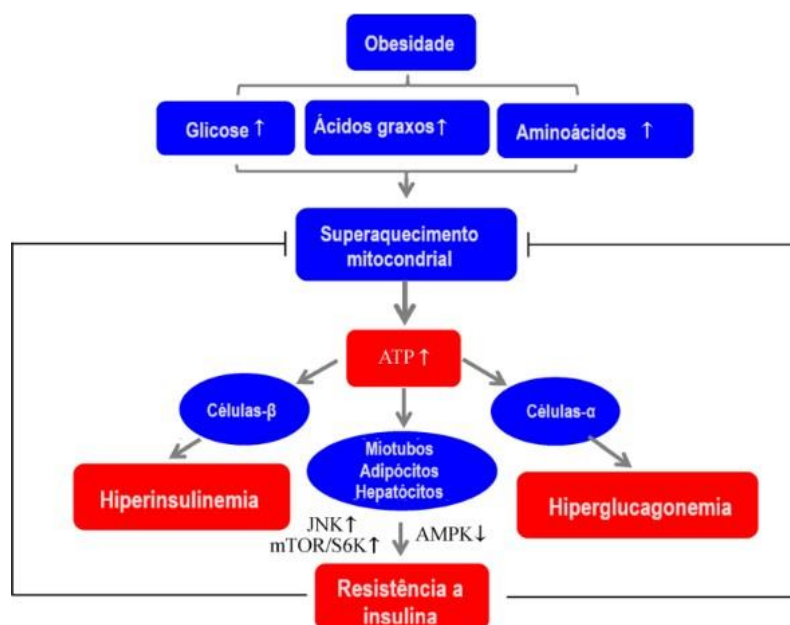 Obesidade
Glicose ↑
Ácidos graxos ↑
Aminoácidos ↑
Superaquecimento
mitocondrial
ATP ↑
Células-β
Células-α
Miotubos
Adipócitos
Hepatócitos
Hiperinsulinemia
Hiperglucagonemia
JNK↑
mTOR/S6K↑
AMPK↓
Resistência a
insulina